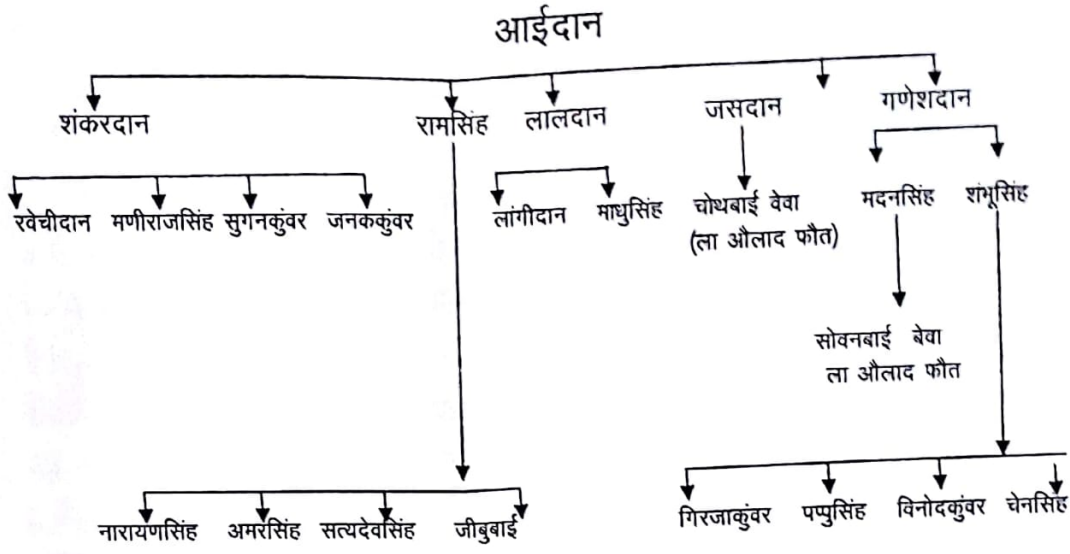 आईदान
शंकरदान रामसिंह लालदान जसदान गणेशदान
रवेचीदान मणीराजसिंह सुगनकुंवर जनककुंवर लांगीदान माधुसिंह चोथबाई वेवा मदनसिंह शंभूसिंह
(ला औलाद फौत)
सोवनबाई बेवा
ला औलाद फौत
नारायणसिंह अमरसिंह सत्यदेवसिंह जीबुबाई गिरजाकुंवर पप्पुसिंह विनोदकुंवर चेनसिंह